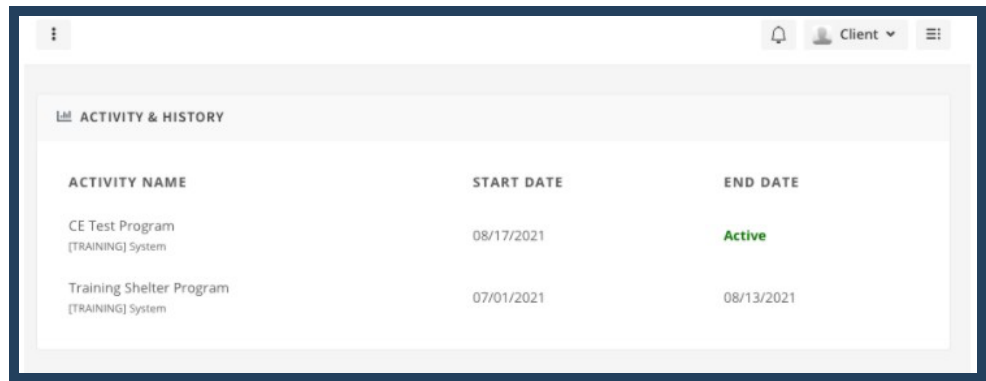 Client
ACTIVITY & HISTORY
ACTIVITY NAME START DATE END DATE
CE Test Program
[TRAINING] System
08/17/2021 Active
Training Shelter Program
[TRAINING] System
07/01/2021 08/13/2021